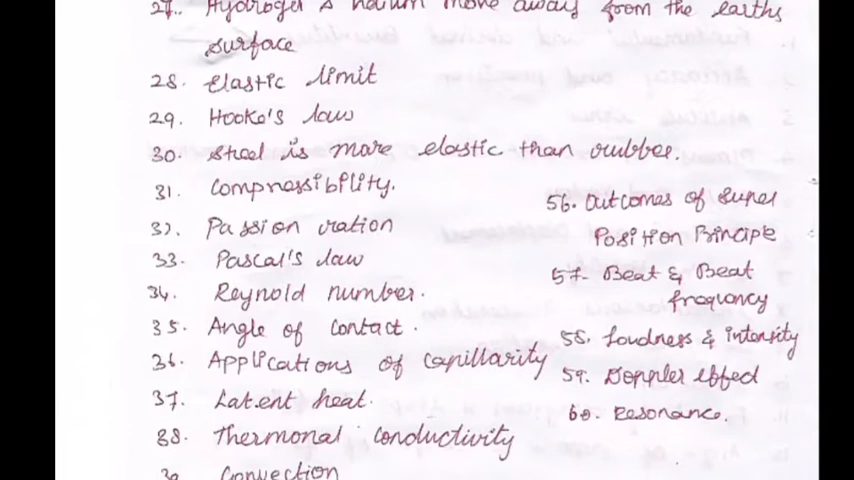 27. Hydrogen & helium move away from the earths
surface
28. Elastic limit
29. Hooke's law
30. Steel is more elastic than rubber.
31. Compressibility.
32. Passion ration
33. Pascal's law
34. Reynold number.
35. Angle of contact.
36. Applications of capillarity
37. Latent heat.
38. Thermonal conductivity
39 Convection
56. Outcomes of super
Position Principle
57. Beat & Beat
frequency
58. Loudness & intensity
59. Doppler effed
60. Resonance.